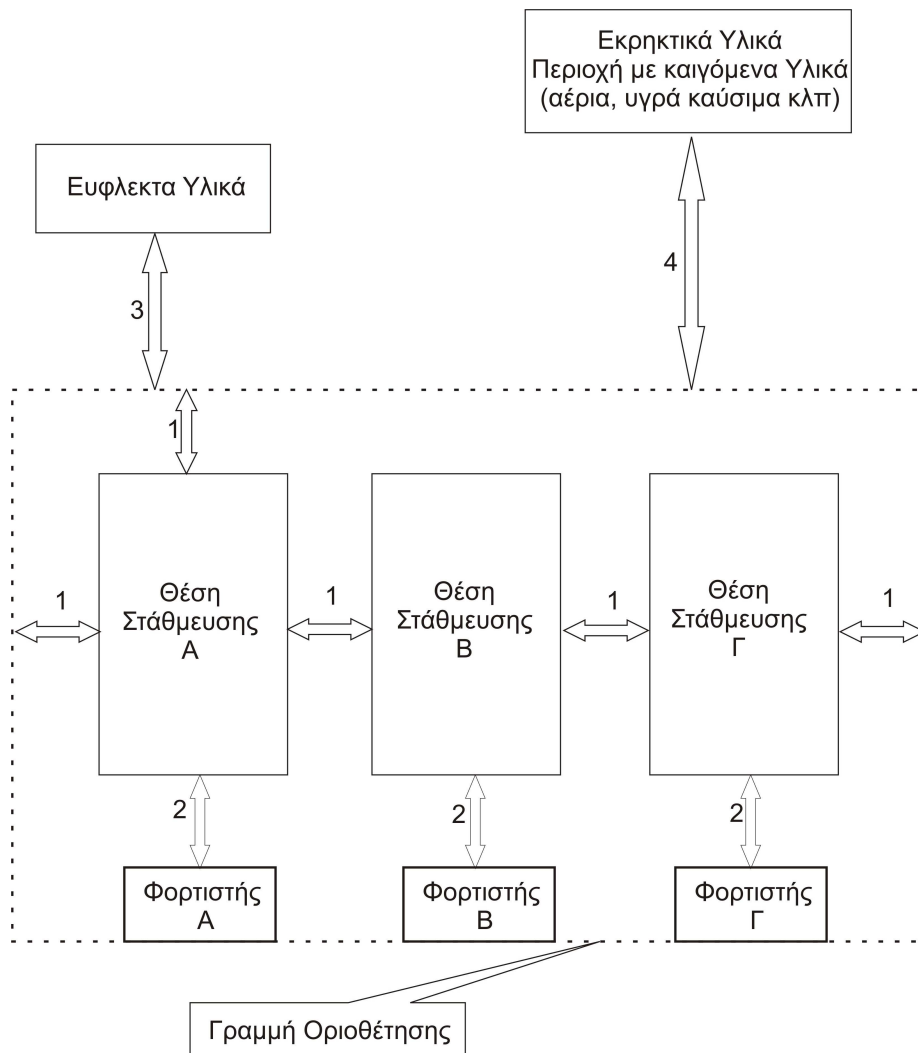 Εκρηκτικά Υλικά
Περιοχή με καιγόμενα Υλικά
(αέρια, υγρά καύσιμα κλπ)
Ευφλεκτα Υλικά
4
3
1
Θέση
Στάθμευσης
Α
Θέση
Στάθμευσης
Β
Θέση
Στάθμευσης
Γ
1
1
1
1
2
2
2
Φορτιστής
Α
Φορτιστής
Β
Φορτιστής
Γ
Γραμμή Οριοθέτησης